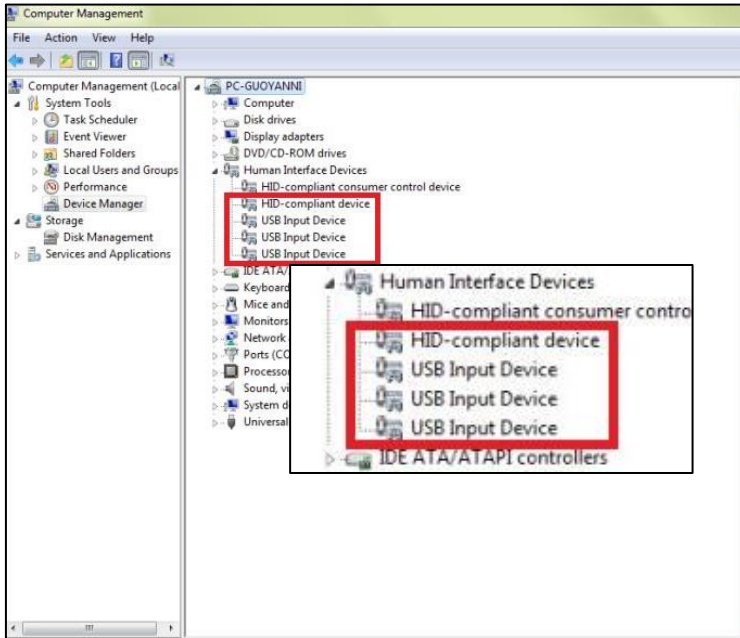 Computer Management
File Action View Help
Computer Management (Local
System Tools
Task Scheduler
Event Viewer
Shared Folders
Local Users and Groups
Performance
Device Manager
Storage
Disk Management
Services and Applications
PC-GUOYANNI
Computer
Disk drives
Display adapters
DVD/CD-ROM drives
Human Interface Devices
HID-compliant consumer control device
HID-compliant device
USB Input Device
USB Input Device
USB Input Device
IDE ATA/
Keyboard
Mice and
Monitors
Network
Ports (CO
Processo
Sound, vi
System d
Universal
Human Interface Devices
HID-compliant consumer contro
HID-compliant device
USB Input Device
USB Input Device
USB Input Device
IDE ATA/ATAPI controllers